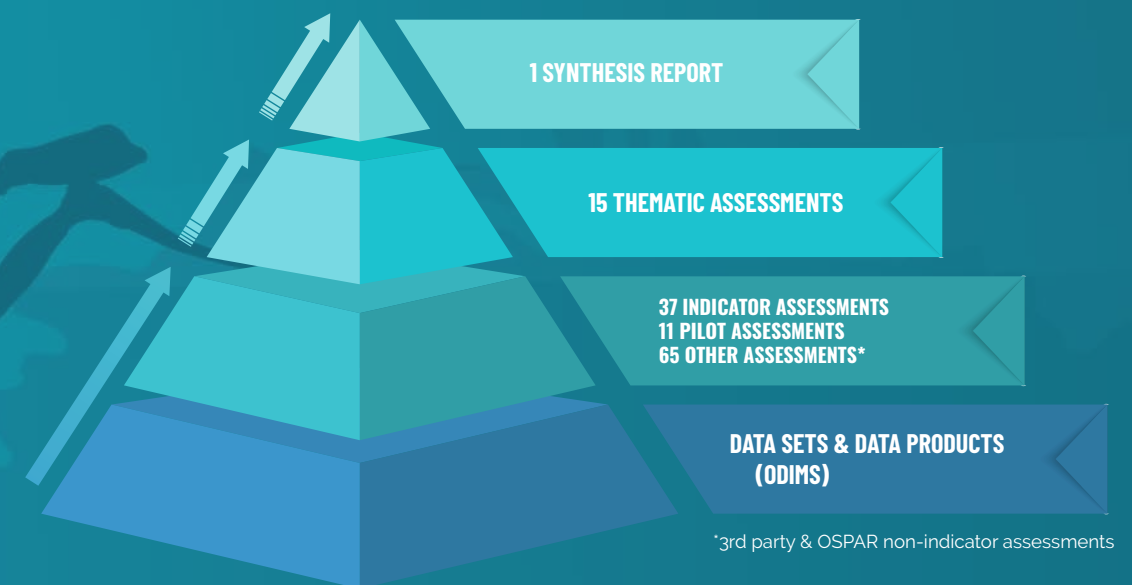 1 SYNTHESIS REPORT
15 THEMATIC ASSESSMENTS
37 INDICATOR ASSESSMENTS
11 PILOT ASSESSMENTS
65 OTHER ASSESSMENTS*
DATA SETS & DATA PRODUCTS
(ODIMS)
*3rd party & OSPAR non-indicator assessments